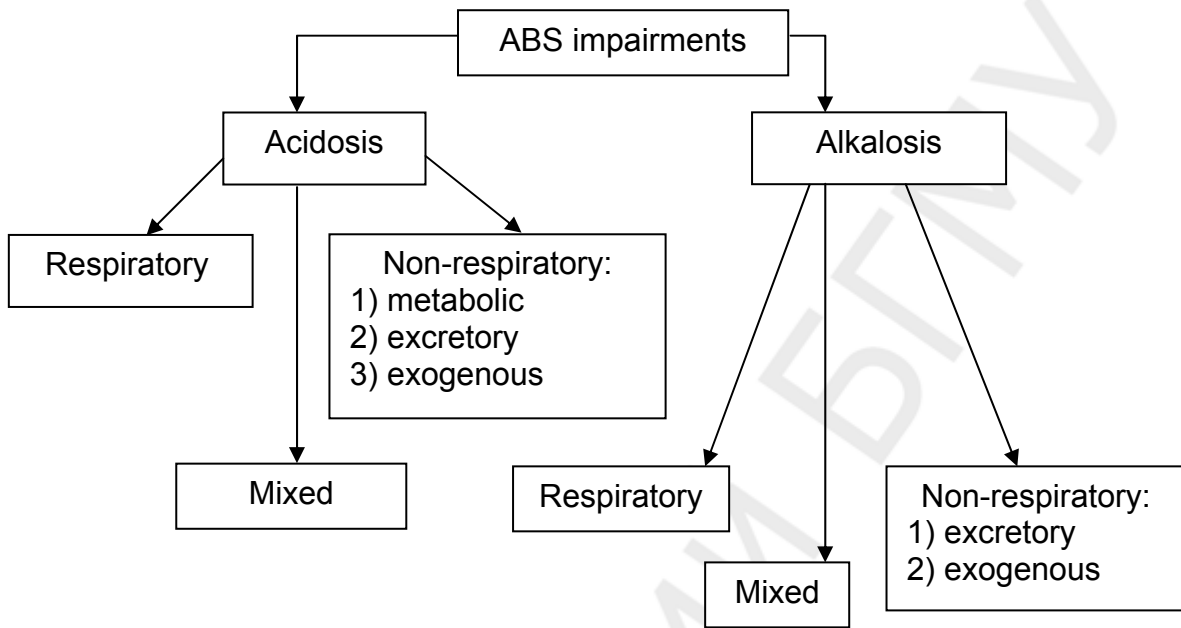 ABS impairments
Acidosis
Alkalosis
Respiratory
Non-respiratory:
1) metabolic
2) excretory
3) exogenous
Mixed
Respiratory
Non-respiratory:
1) excretory
2) exogenous
Mixed
БГМУ